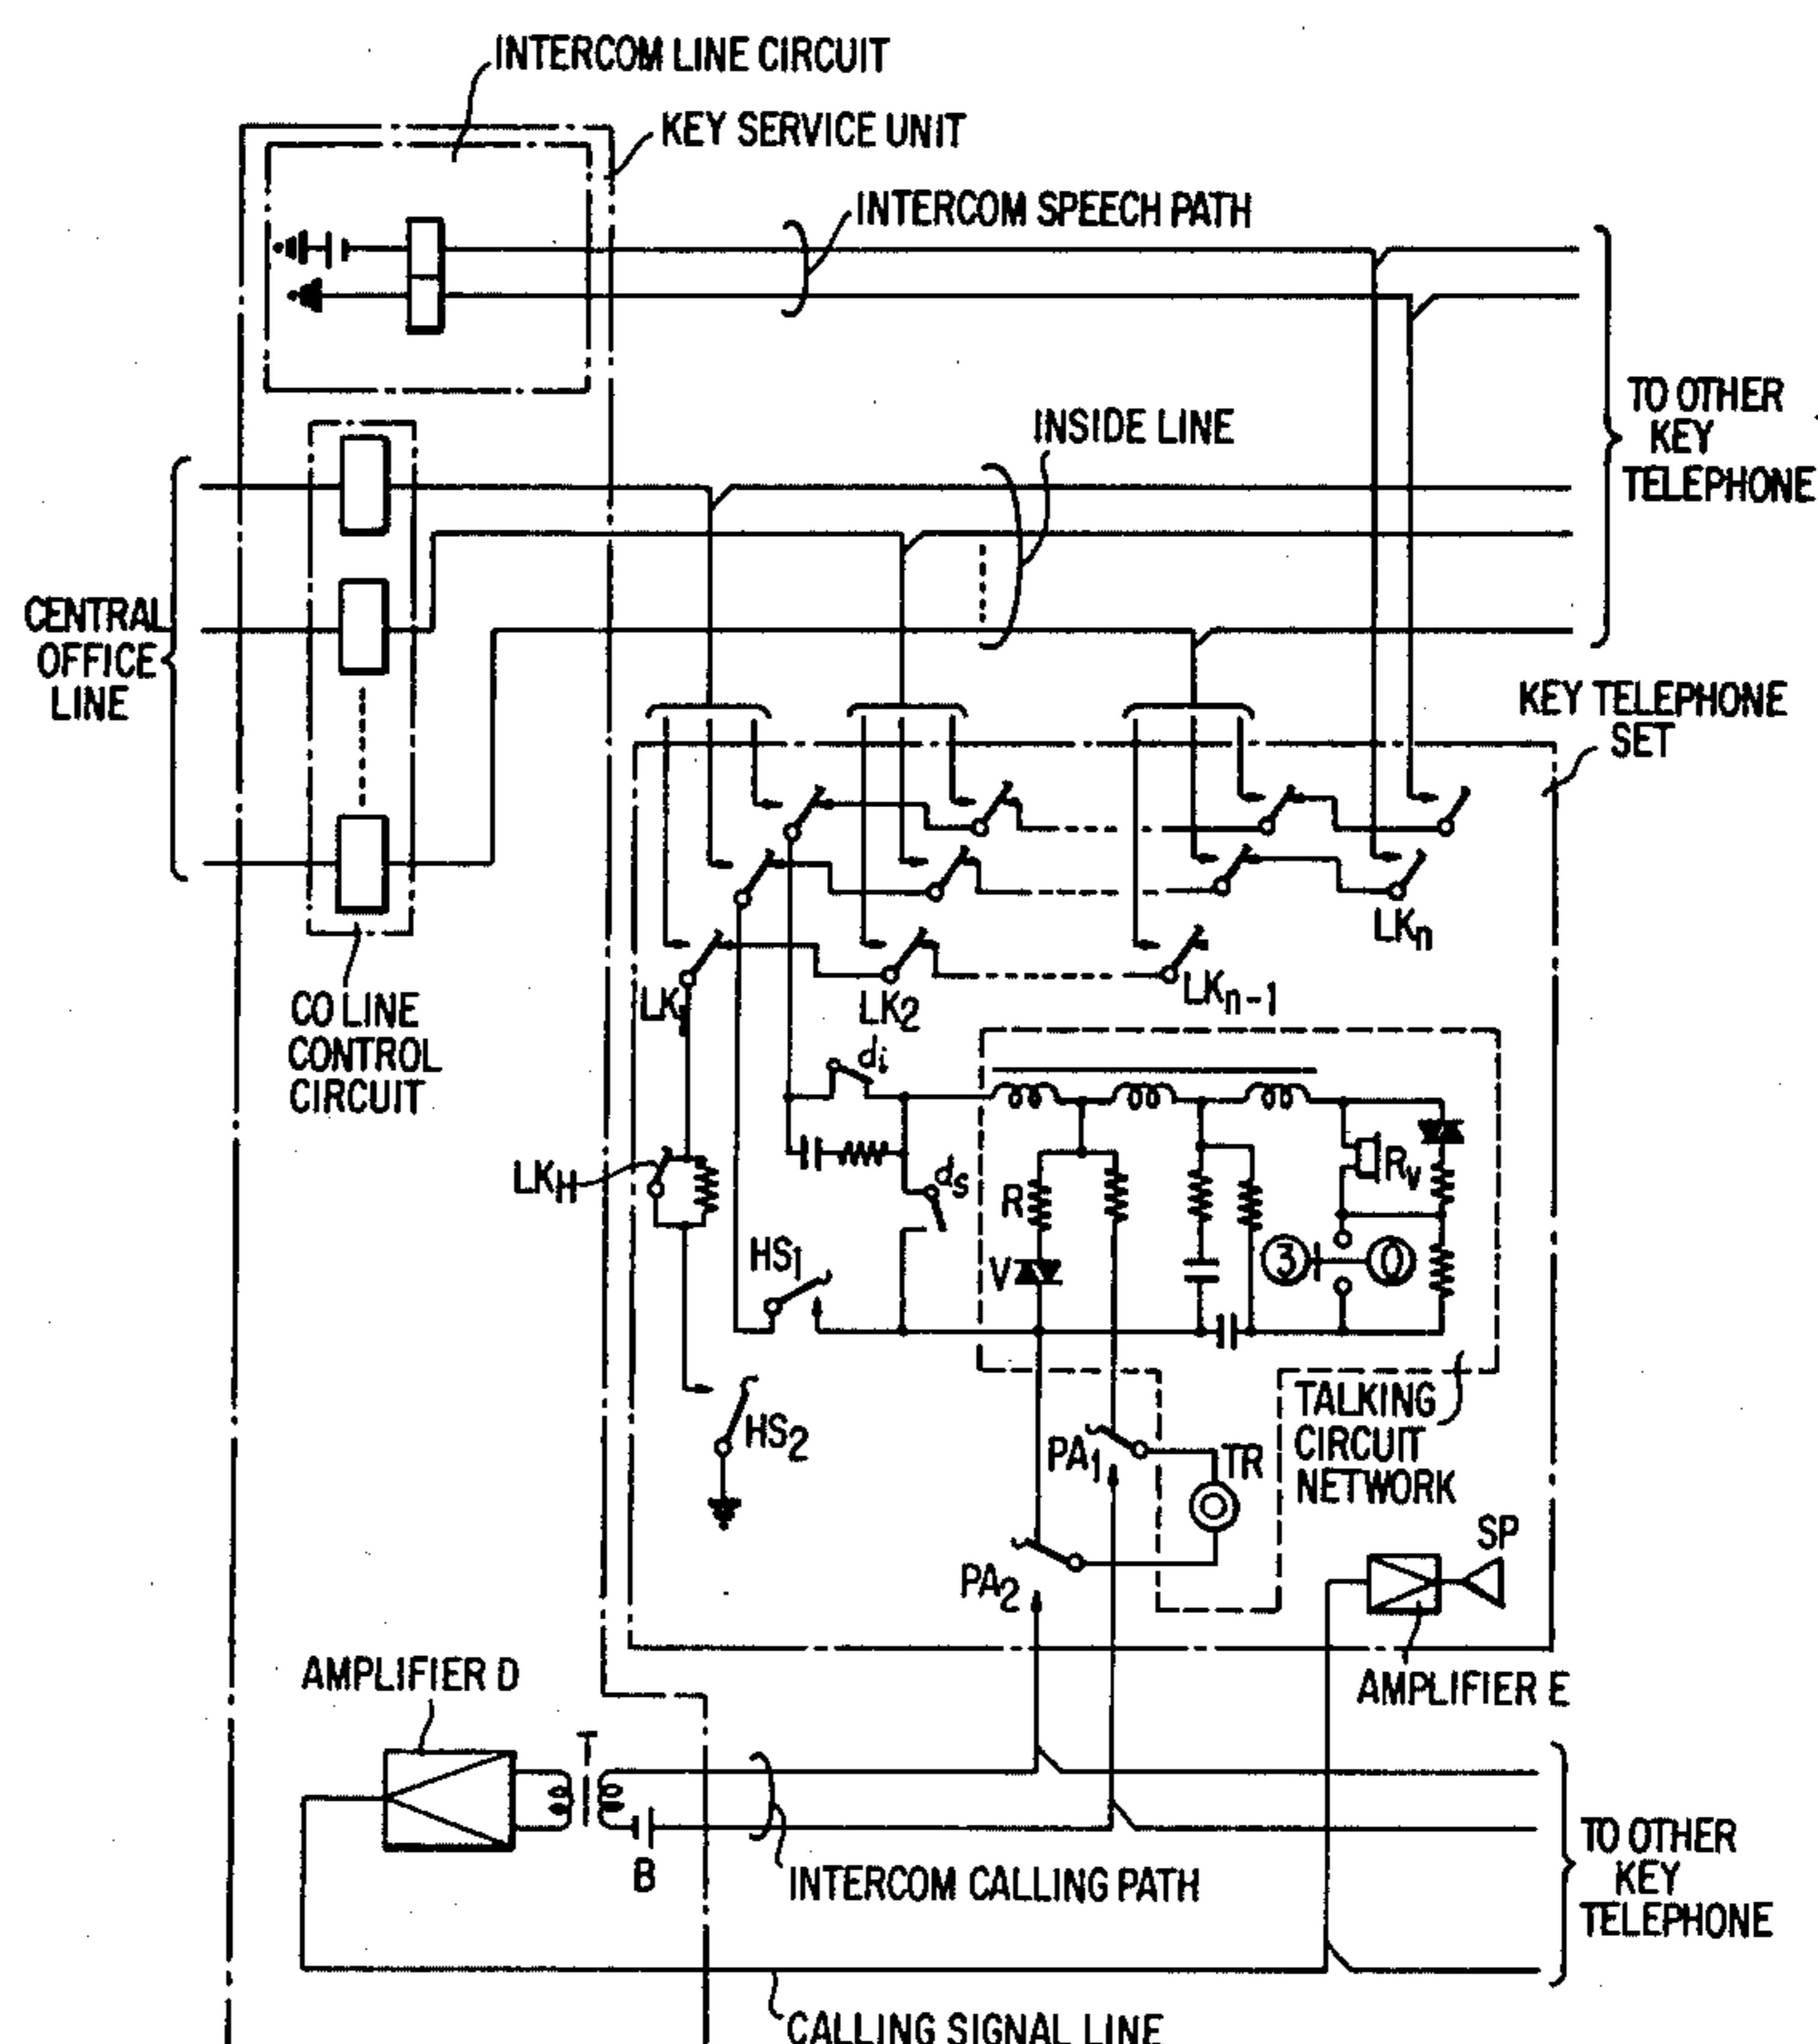 INTERCOM LINE CIRCUIT
KEY SERVICE UNIT
INTERCOM SPEECH PATH
TO OTHER
KEY
TELEPHONE
INSIDE LINE
CENTRAL
OFFICE
LINE
KEY TELEPHONE
SET
LKn
LK1
LK2
LKn-1
CO LINE
CONTROL
CIRCUIT
di
LKH
ds
R
RV
HS1
V
3
0
HS2
PA1
TR
TALKING
CIRCUIT
NETWORK
SP
PA2
AMPLIFIER D
AMPLIFIER E
T
B
INTERCOM CALLING PATH
TO OTHER
KEY
TELEPHONE
CALLING SIGNAL LINE